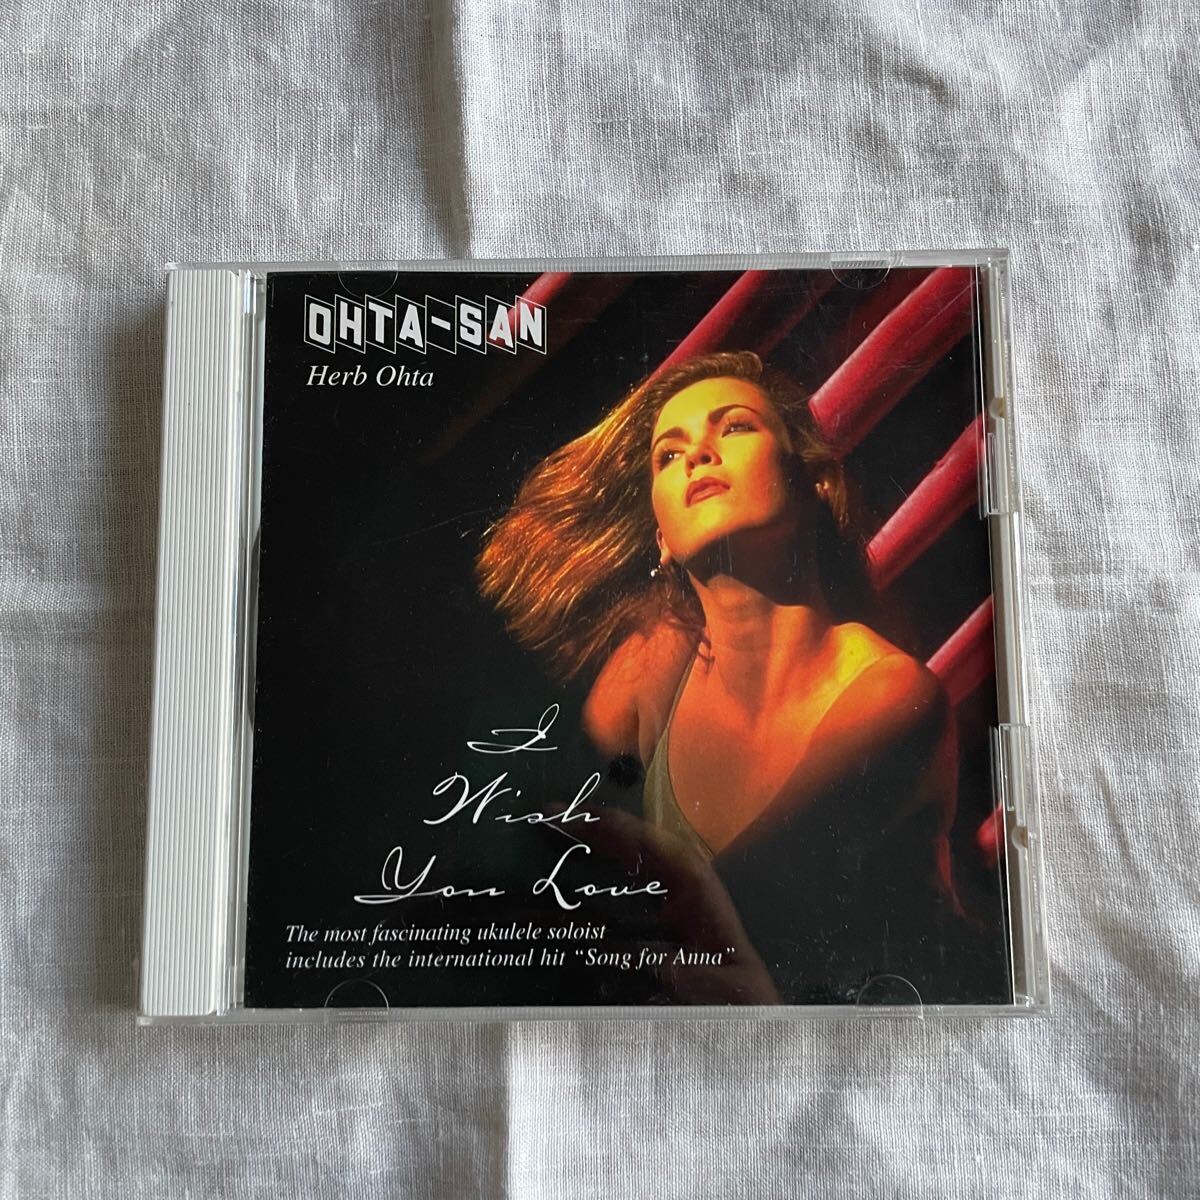 OHTA-SAN
Herb Ohta
I
Wish
You Love
The most fascinating ukulele soloist
includes the international hit "Song for Anna"